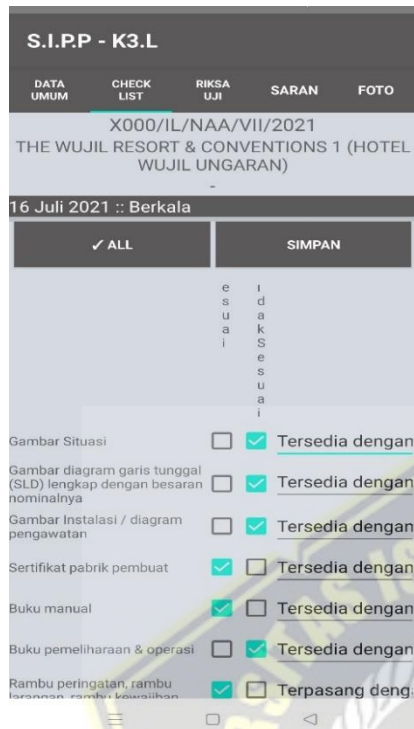 S.I.P.P - K3.L
DATA UMUM
CHECK LIST
RIKSA UJI
SARAN
FOTO
X000/IL/NAA/VII/2021
THE WUJIL RESORT & CONVENTIONS 1 (HOTEL
WUJIL UNGARAN)
-
16 Juli 2021 :: Berkala
✓ ALL
SIMPAN
esuai
idakSesuai
Gambar Situasi
Tersedia dengan
Gambar diagram garis tunggal
(SLD) lengkap dengan besaran
nominalnya
Tersedia dengan
Gambar Instalasi / diagram
pengawatan
Tersedia dengan
Sertifikat pabrik pembuat
Tersedia dengan
Buku manual
Tersedia dengan
Buku pemeliharaan & operasi
Tersedia dengan
Rambu peringatan, rambu
larangan, rambu kewajiban
Terpasang deng